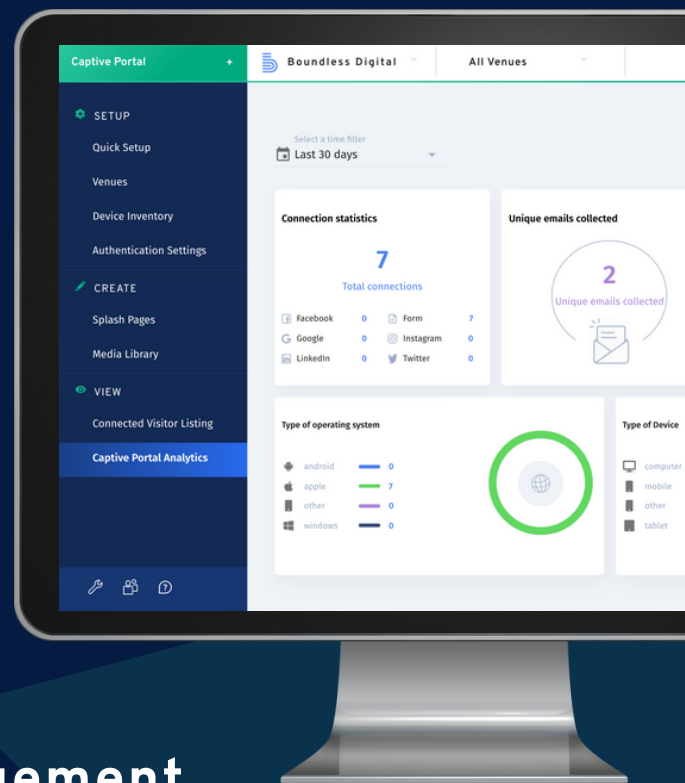 Captive Portal +
Boundless Digital
All Venues
SETUP
Quick Setup
Venues
Device Inventory
Authentication Settings
CREATE
Splash Pages
Media Library
VIEW
Connected Visitor Listing
Captive Portal Analytics
Select a time filter
Last 30 days
Connection statistics
7
Total connections
Facebook 0 Form 7
Google 0 Instagram 0
LinkedIn 0 Twitter 0
Unique emails collected
2
Unique emails collected
Type of operating system
android 0
apple 7
other 0
windows 0
Type of Device
computer
mobile
other
tablet
gement